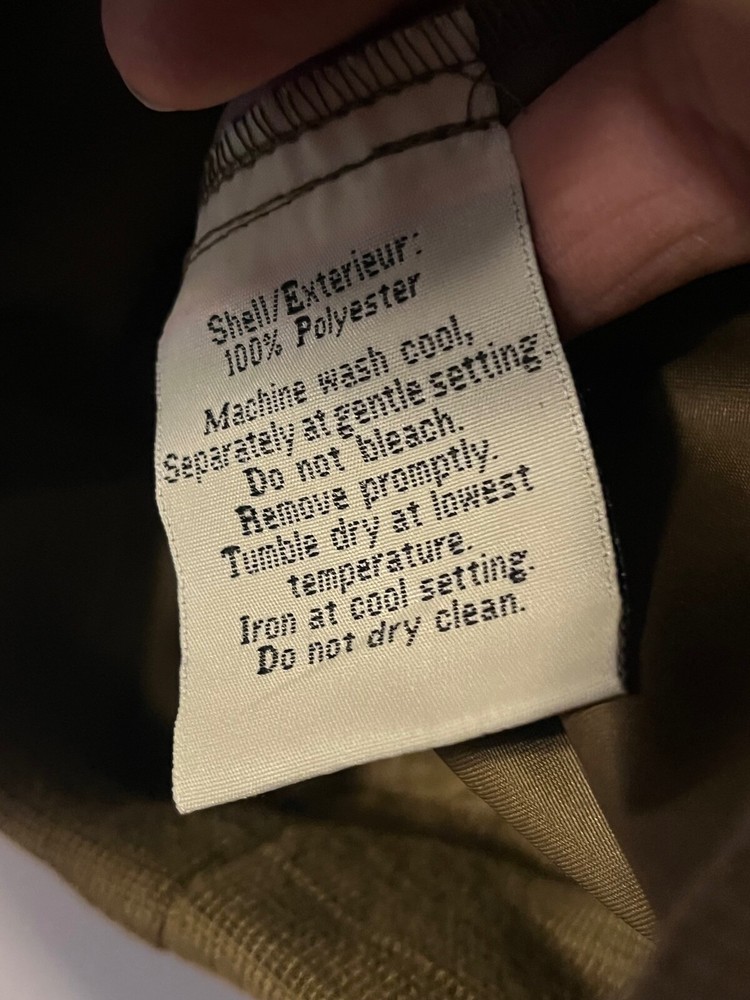 Shell/Exterieur:
100% Polyester
Machine wash cool,
Separately at gentle setting.
Do not bleach.
Remove promptly.
Tumble dry at lowest
temperature.
Iron at cool setting.
Do not dry clean.